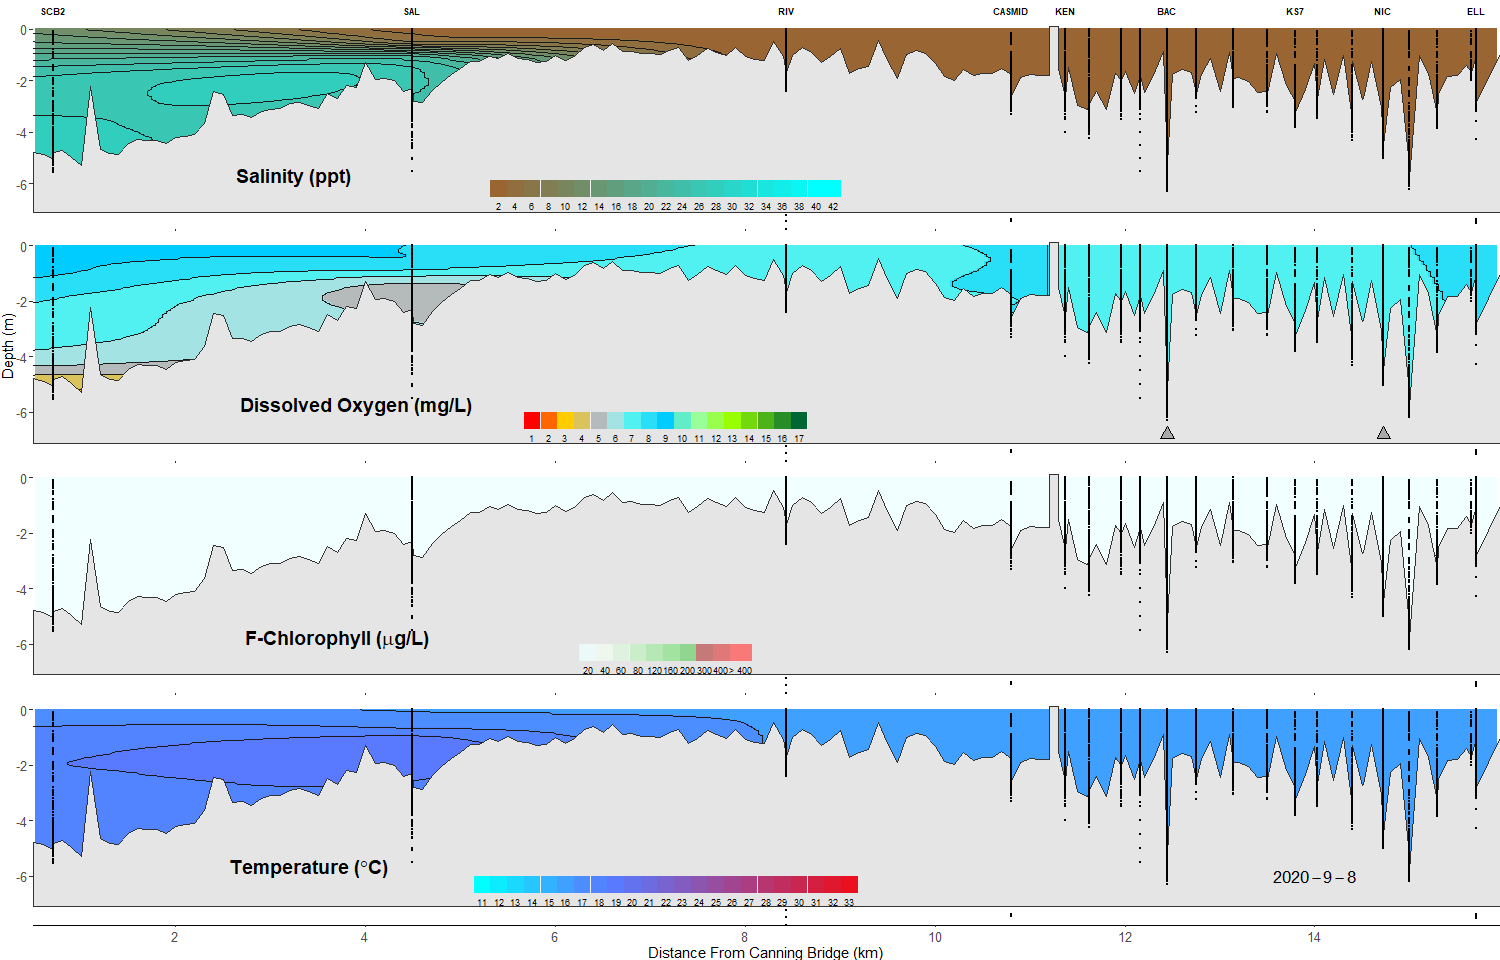 SCB2 SAL RIV CASMID KEN BAC KS7 NIC ELL
0
-2
-4
-6
Salinity (ppt)
2 4 6 8 10 12 14 16 18 20 22 24 26 28 30 32 34 36 38 40 42
0
-2
-4
-6
Depth (m)
Dissolved Oxygen (mg/L)
1 2 3 4 5 6 7 8 9 10 11 12 13 14 15 16 17
0
-2
-4
-6
F-Chlorophyll (μg/L)
20 40 60 80 120 160 200 300 400 > 400
0
-2
-4
-6
Temperature (°C)
2020-9-8
11 12 13 14 15 16 17 18 19 20 21 22 23 24 25 26 27 28 29 30 31 32 33
2 4 6 8 10 12 14
Distance From Canning Bridge (km)